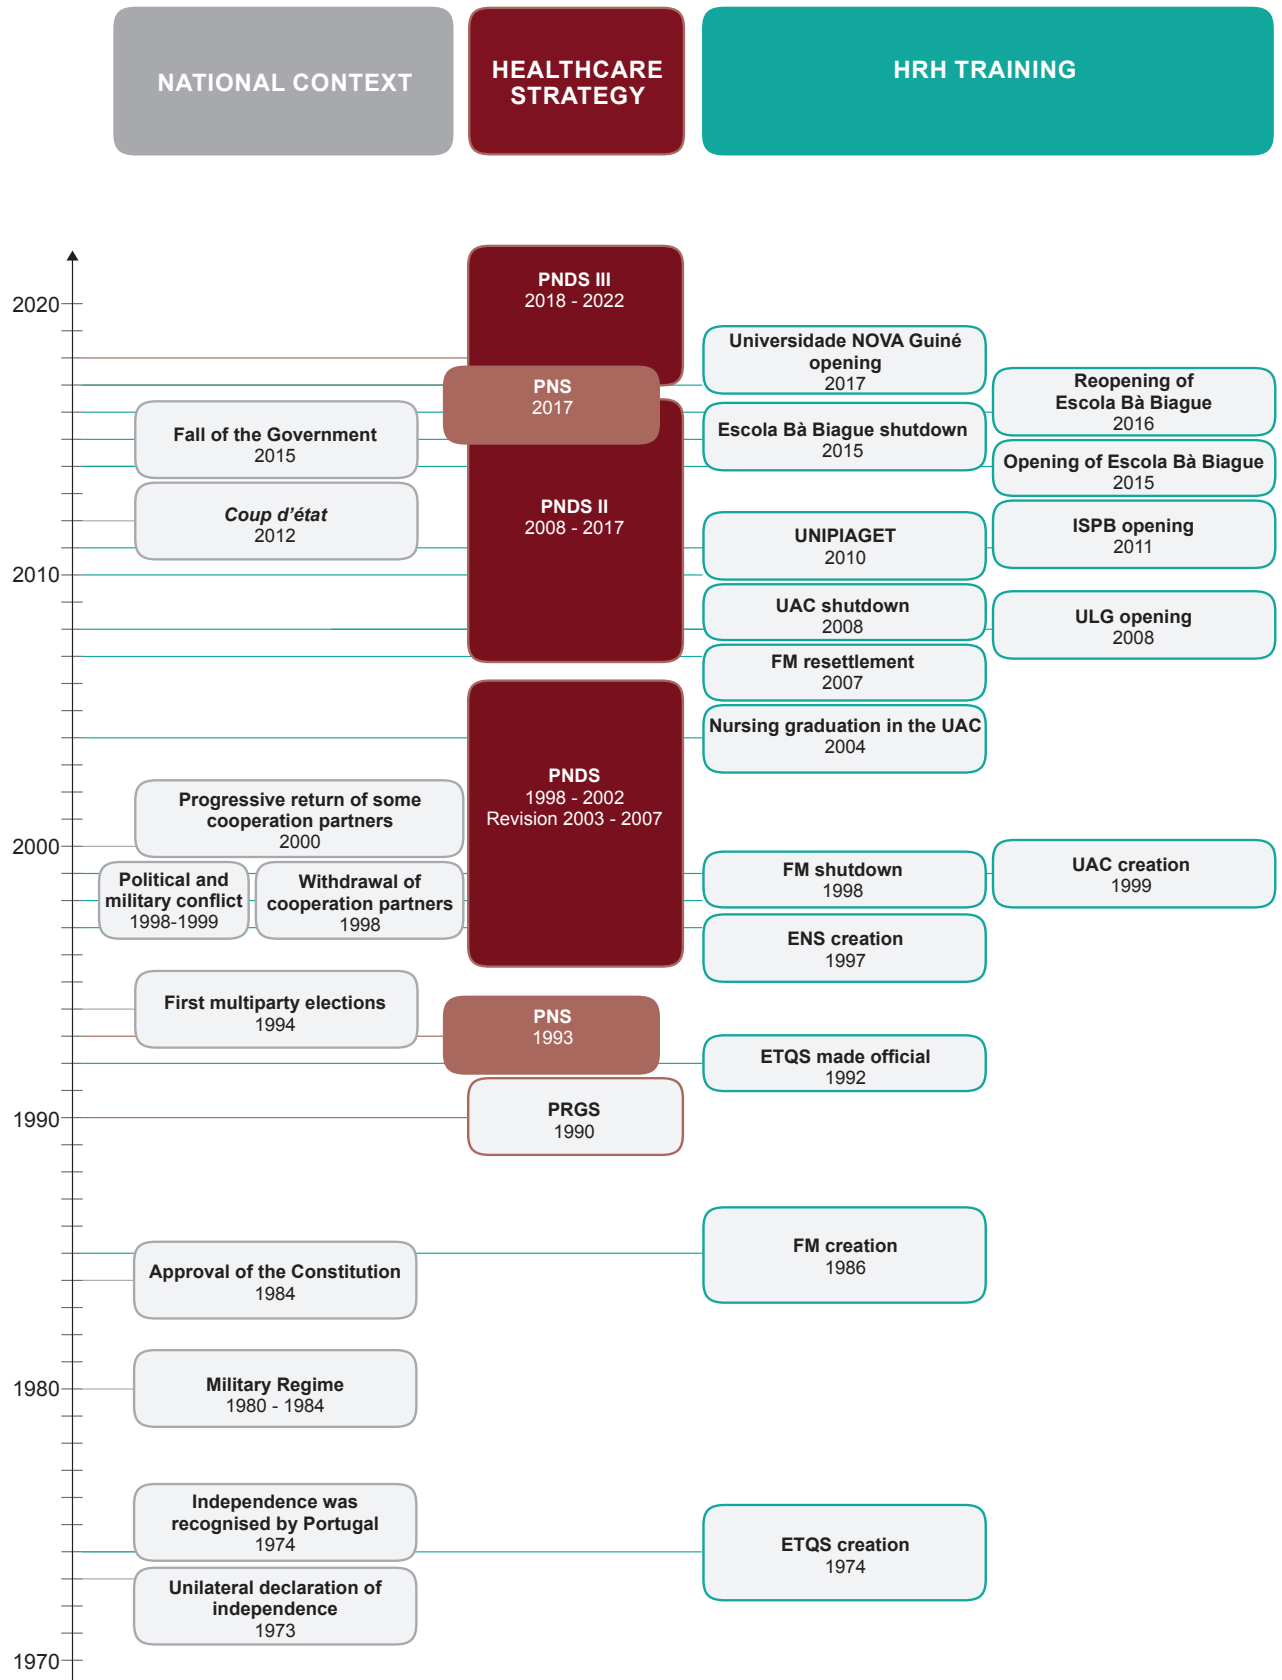 NATIONAL CONTEXT
HEALTHCARE
STRATEGY
HRH TRAINING
2020
2010
2000
1990
1980
1970
Fall of the Government
2015
Coup d'état
2012
Progressive return of some
cooperation partners
2000
Political and
military conflict
1998-1999
Withdrawal of
cooperation partners
1998
First multiparty elections
1994
Approval of the Constitution
1984
Military Regime
1980 - 1984
Independence was
recognised by Portugal
1974
Unilateral declaration of
independence
1973
PNDS III
2018 - 2022
PNS
2017
PNDS II
2008 - 2017
PNDS
1998 - 2002
Revision 2003 - 2007
PNS
1993
PRGS
1990
Universidade NOVA Guiné
opening
2017
Reopening of
Escola Bà Biague
2016
Escola Bà Biague shutdown
2015
Opening of Escola Bà Biague
2015
UNIPIAGET
2010
ISPB opening
2011
UAC shutdown
2008
ULG opening
2008
FM resettlement
2007
Nursing graduation in the UAC
2004
FM shutdown
1998
UAC creation
1999
ENS creation
1997
ETQS made official
1992
FM creation
1986
ETQS creation
1974